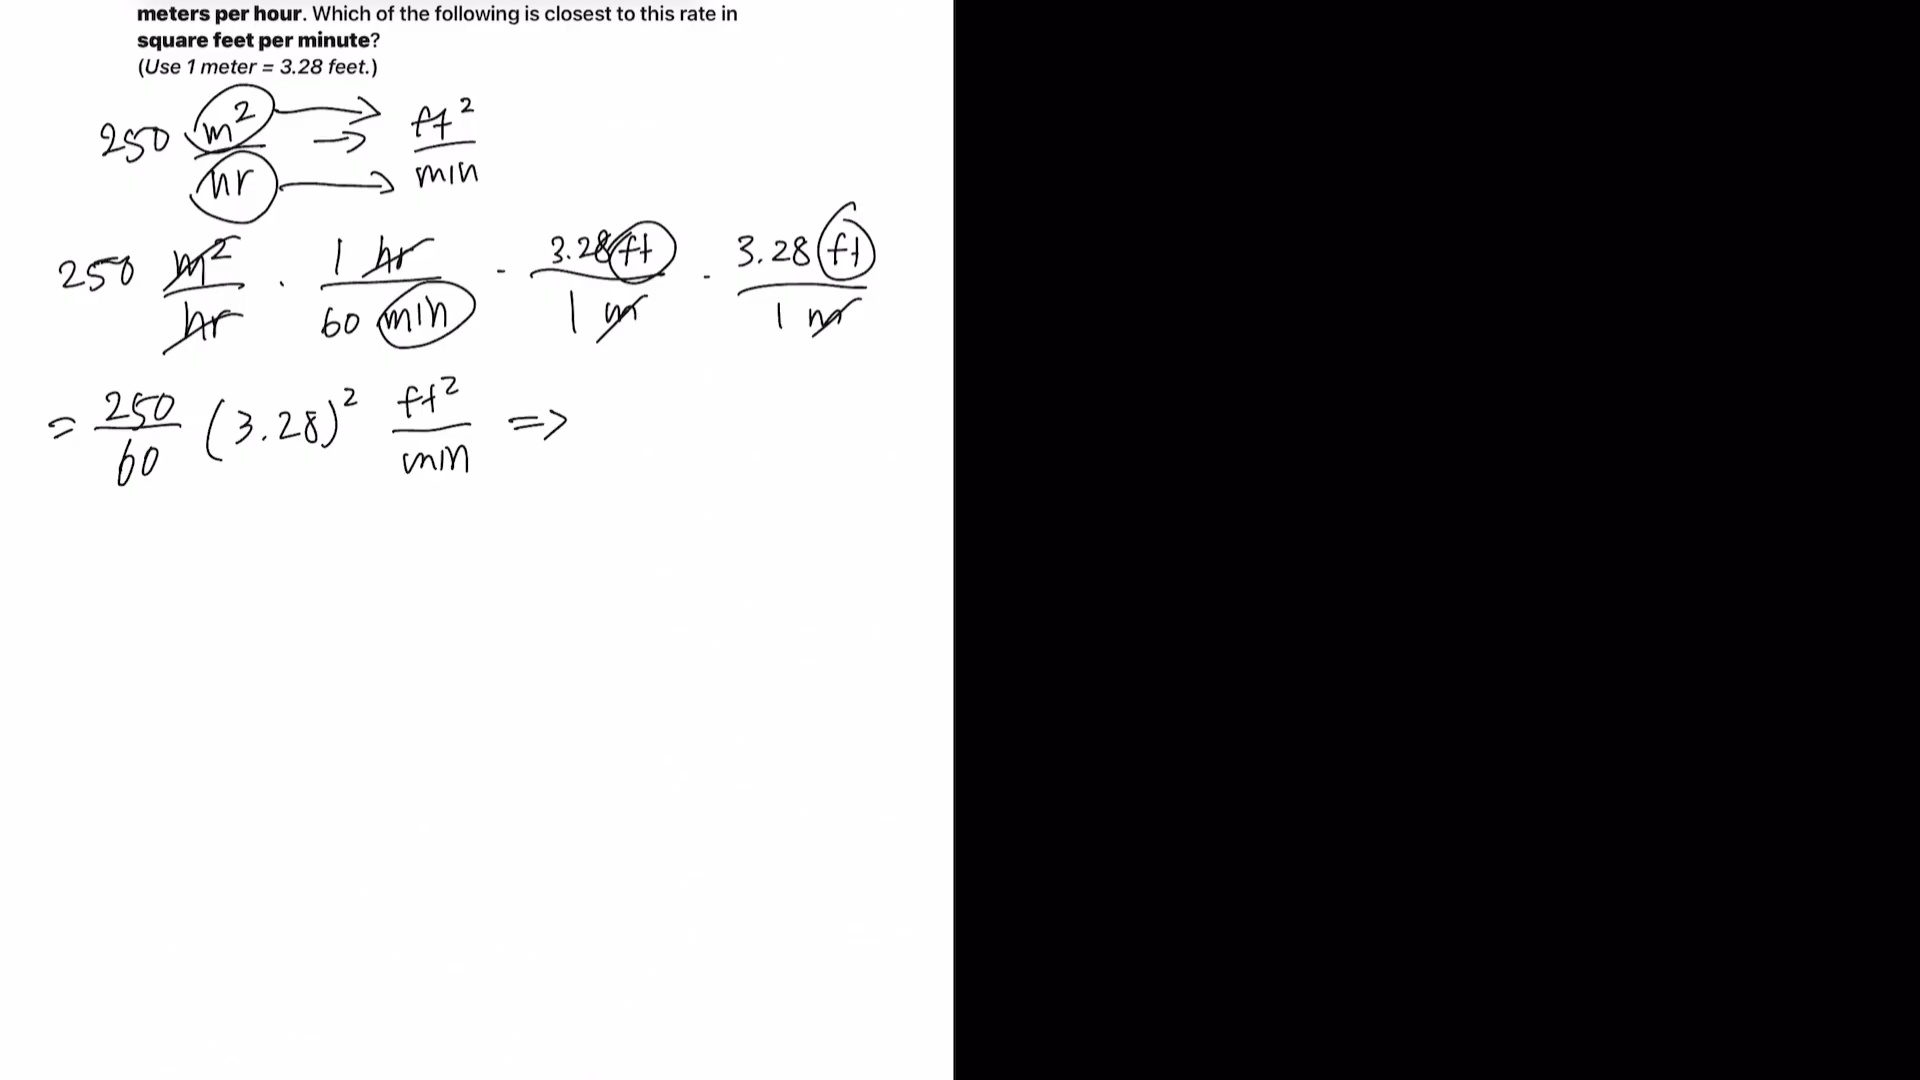 meters per hour. Which of the following is closest to this rate in
square feet per minute?
(Use 1 meter = 3.28 feet.)
250 m²/hr → ft²/min
250 m²/hr · 1 hr/60 min · 3.28 ft/1 m · 3.28 ft/1 m
= 250/60 (3.28)² ft²/min =>